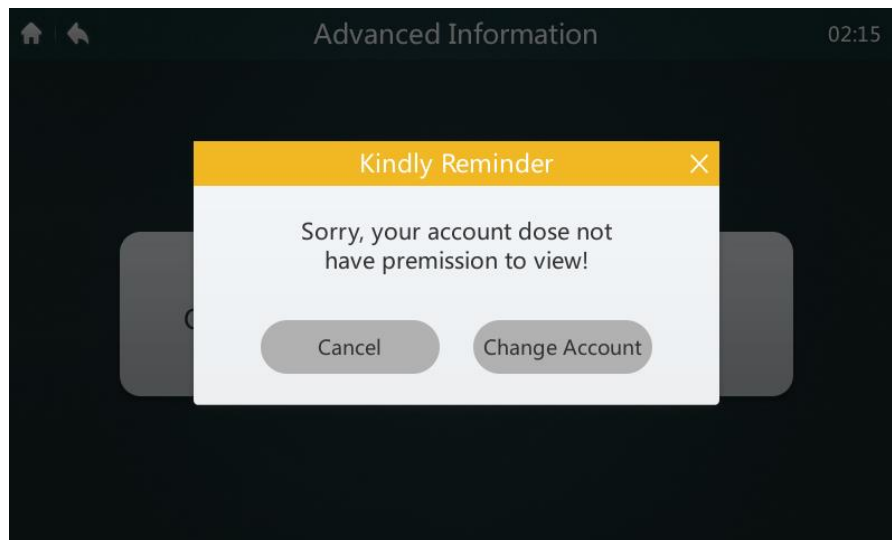 Advanced Information
02:15
Kindly Reminder
Sorry, your account dose not
have premission to view!
Cancel
Change Account